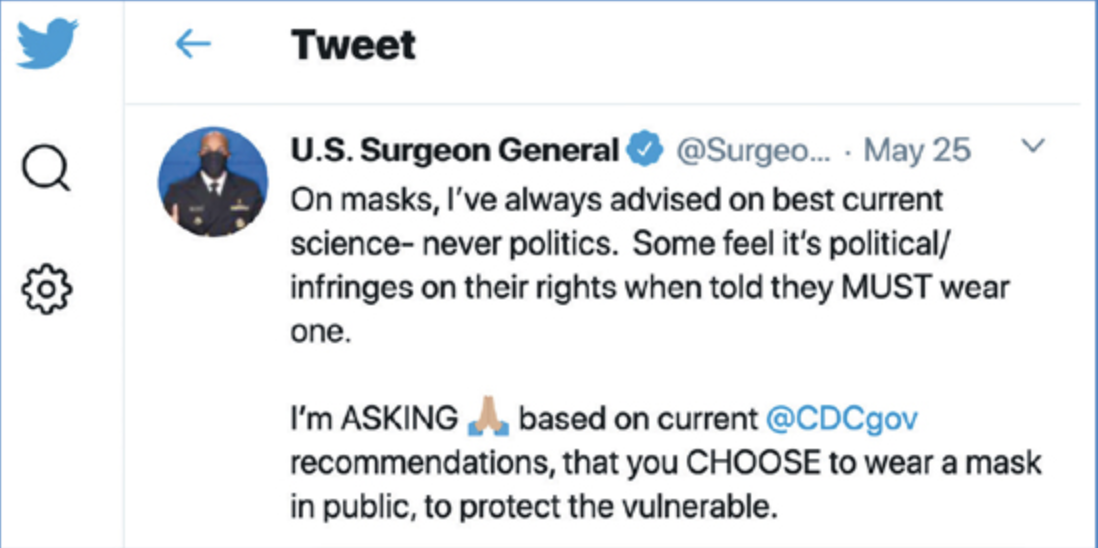 Tweet
U.S. Surgeon General @Surgeo... · May 25
On masks, I've always advised on best current
science- never politics.  Some feel it's political/
infringes on their rights when told they MUST wear
one.
I'm ASKING 🙏🏼 based on current @CDCgov
recommendations, that you CHOOSE to wear a mask
in public, to protect the vulnerable.